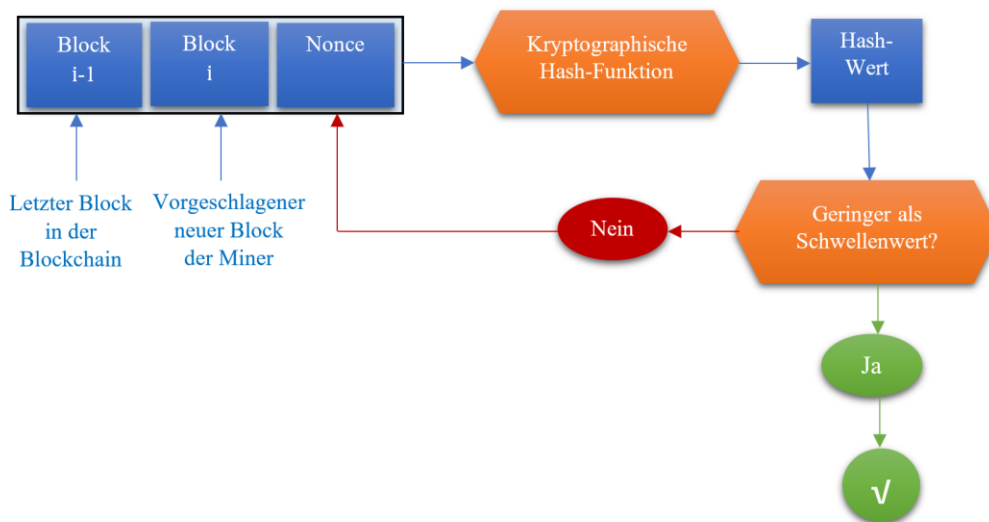 Block
i-1
Block
i
Nonce
Kryptographische
Hash-Funktion
Hash-
Wert
Letzter Block
in der
Blockchain
Vorgeschlagener
neuer Block
der Miner
Nein
Geringer als
Schwellenwert?
Ja
√